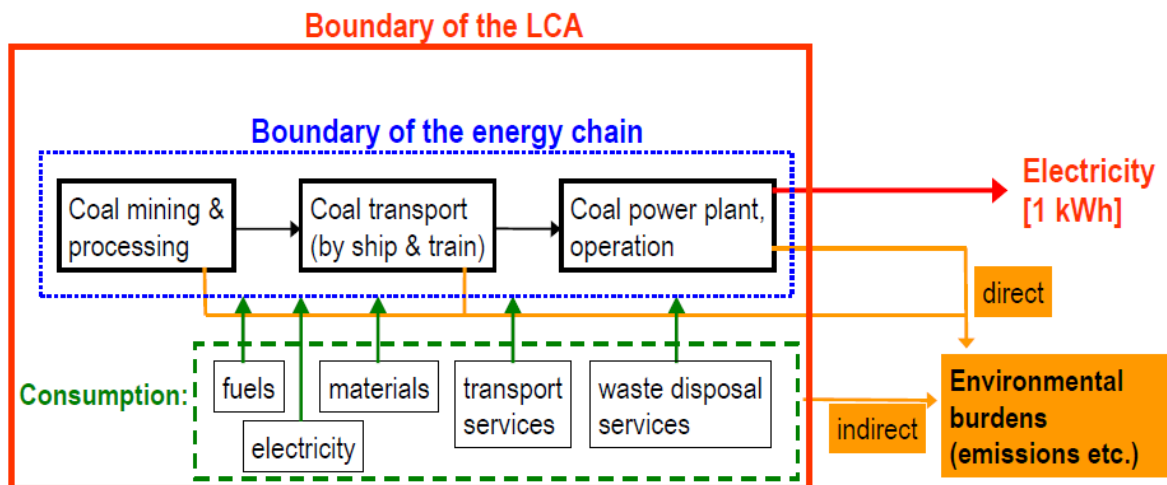 Boundary of the LCA
Boundary of the energy chain
Coal mining &
processing
Coal transport
(by ship & train)
Coal power plant,
operation
Electricity
[1 kWh]
direct
Consumption:
fuels
electricity
materials
transport
services
waste disposal
services
indirect
Environmental
burdens
(emissions etc.)